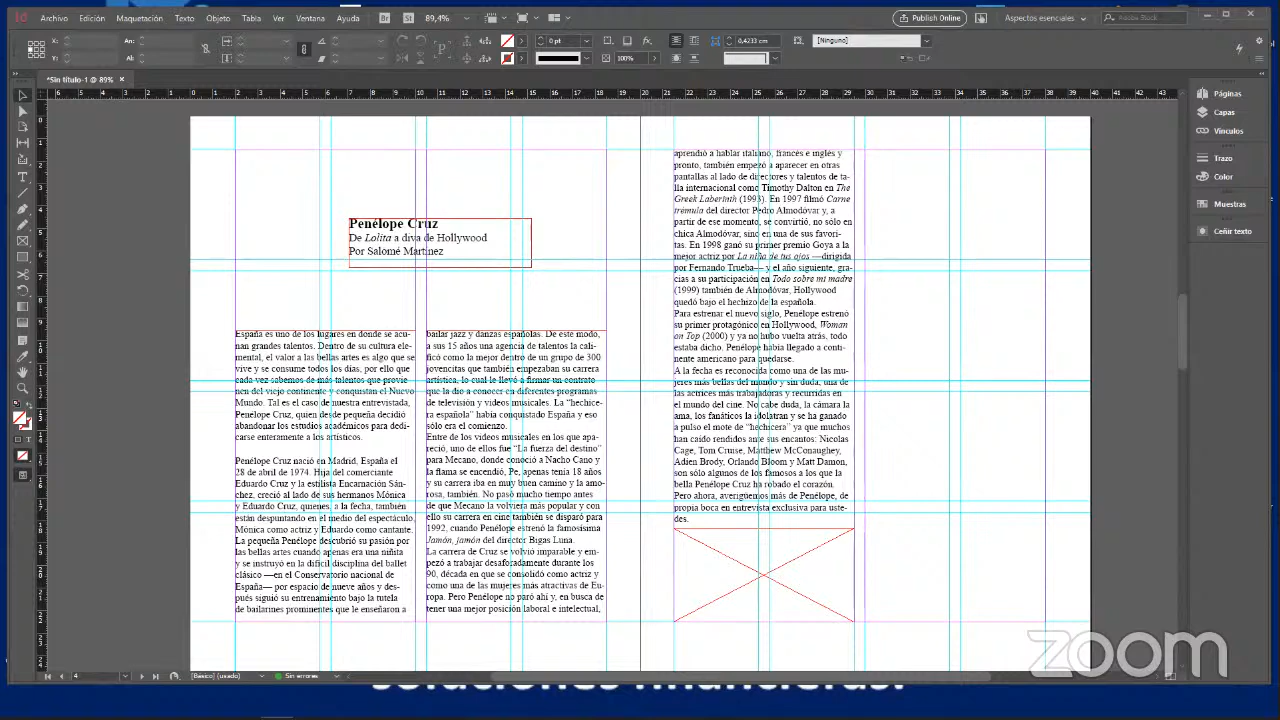 Id
Archivo Edición Maquetación Texto Objeto Tabla Ver Ventana Ayuda Br St 89,4% Publish Online Aspectos esenciales Adobe Stock
X: An: 0 pt 0,4233 cm [Ninguno]
Y: Al: 100%
*Sin título-1 @ 89% ×
Páginas
Capas
Vínculos
Trazo
Color
Muestras
Ceñir texto
Penélope Cruz
De Lolita a diva de Hollywood
Por Salomé Martínez
España es uno de los lugares en donde se acu-
nan grandes talentos. Dentro de su cultura ele-
mental, el valor a las bellas artes es algo que se
vive y se consume todos los días, por ello que
cada vez sabemos de más talentos que provie-
nen del viejo continente y conquistan el Nuevo
Mundo. Tal es el caso de nuestra entrevistada,
Penélope Cruz, quien desde pequeña decidió
abandonar los estudios académicos para dedi-
carse enteramente a los artísticos.
Penélope Cruz nació en Madrid, España el
28 de abril de 1974. Hija del comerciante
Eduardo Cruz y la estilista Encarnación Sán-
chez, creció al lado de sus hermanos Mónica
y Eduardo Cruz, quienes, a la fecha, también
están despuntando en el medio del espectáculo,
Mónica como actriz y Eduardo como cantante.
La pequeña Penélope descubrió su pasión por
las bellas artes cuando apenas era una niñita
y se instruyó en la difícil disciplina del ballet
clásico —en el Conservatorio nacional de
España— por espacio de nueve años y des-
pués siguió su entrenamiento bajo la tutela
de bailarines prominentes que le enseñaron a
bailar jazz y danzas españolas. De este modo,
a sus 15 años una agencia de talentos la cali-
ficó como la mejor dentro de un grupo de 300
jovencitas que también empezaban su carrera
artística, lo cual le llevó a firmar un contrato
que la dio a conocer en diferentes programas
de televisión y videos musicales. La “hechice-
ra española” había conquistado España y eso
sólo era el comienzo.
Entre de los videos musicales en los que apa-
reció, uno de ellos fue “La fuerza del destino”
para Mecano, donde conoció a Nacho Cano y
la flama se encendió, Pe, apenas tenía 18 años
y su carrera iba en muy buen camino y la amo-
rosa, también. No pasó mucho tiempo antes
de que Mecano la volviera más popular y con
ello su carrera en cine también se disparó para
1992, cuando Penélope estrenó la famosísima
Jamón, jamón del director Bigas Luna.
La carrera de Cruz se volvió imparable y em-
pezó a trabajar desaforadamente durante los
90, década en que se consolidó como actriz y
como una de las mujeres más atractivas de Eu-
ropa. Pero Penélope no paró ahí y, en busca de
tener una mejor posición laboral e intelectual,
aprendió a hablar italiano, francés e inglés y
pronto, también empezó a aparecer en otras
pantallas al lado de directores y talentos de ta-
lla internacional como Timothy Dalton en The
Greek Laberinth (1993). En 1997 filmó Carne
trémula del director Pedro Almodóvar y, a
partir de ese momento, se convirtió, no sólo en
chica Almodóvar, sino en una de sus favori-
tas. En 1998 ganó su primer premio Goya a la
mejor actriz por La niña de tus ojos —dirigida
por Fernando Trueba— y el año siguiente, gra-
cias a su participación en Todo sobre mi madre
(1999) también de Almodóvar, Hollywood
quedó bajo el hechizo de la española.
Para estrenar el nuevo siglo, Penélope estrenó
su primer protagónico en Hollywood, Woman
on Top (2000) y ya no hubo vuelta atrás, todo
estaba dicho. Penélope había llegado a conti-
nente americano para quedarse.
A la fecha es reconocida como una de las mu-
jeres más bellas del mundo y sin duda, una de
las actrices más trabajadoras y recurridas en
el mundo del cine. No cabe duda, la cámara la
ama, los fanáticos la idolatran y se ha ganado
a pulso el mote de “hechicera” ya que muchos
han caído rendidos ante sus encantos: Nicolas
Cage, Tom Cruise, Matthew McConaughey,
Adien Brody, Orlando Bloom y Matt Damon,
son sólo algunos de los famosos a los que la
bella Penélope Cruz ha robado el corazón.
Pero ahora, averigüemos más de Penélope, de
propia boca en entrevista exclusiva para uste-
des.
zoom
4 [Básico] (usado) Sin errores
soluciones financieras.